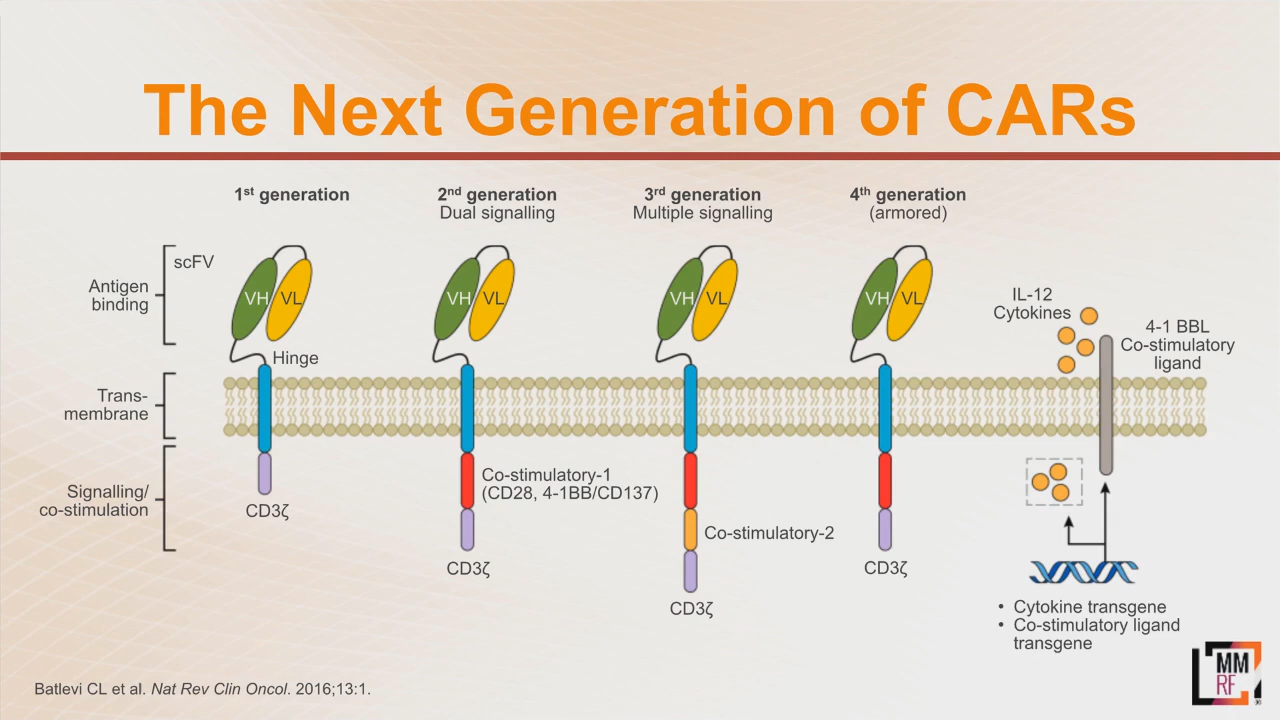 The Next Generation of CARs
1st generation
2nd generation
Dual signalling
3rd generation
Multiple signalling
4th generation
(armored)
Antigen
binding
scFV
VH
VL
VH
VL
VH
VL
VH
VL
Hinge
IL-12
Cytokines
4-1 BBL
Co-stimulatory
ligand
Trans-
membrane
Signalling/
co-stimulation
CD3ζ
Co-stimulatory-1
(CD28, 4-1BB/CD137)
CD3ζ
Co-stimulatory-2
CD3ζ
CD3ζ
• Cytokine transgene
• Co-stimulatory ligand
transgene
Batlevi CL et al. Nat Rev Clin Oncol. 2016;13:1.
MM
RF